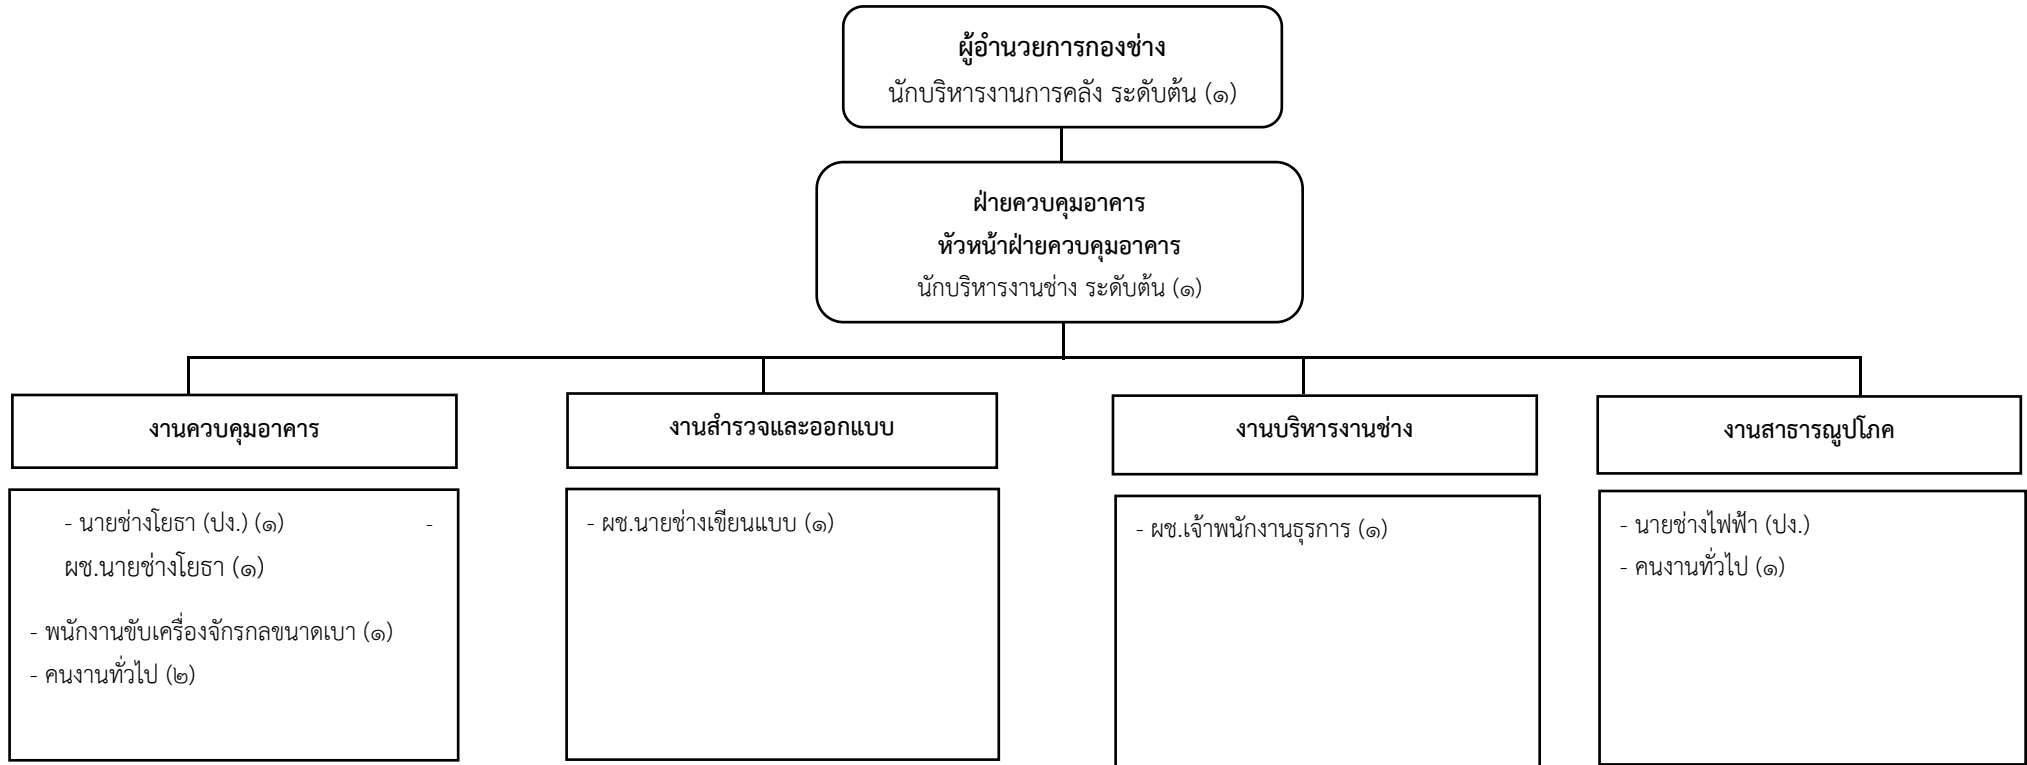 ผู้อำนวยการกองช่าง
นักบริหารงานการคลัง ระดับต้น (๑)
ฝ่ายควบคุมอาคาร
หัวหน้าฝ่ายควบคุมอาคาร
นักบริหารงานช่าง ระดับต้น (๑)
งานควบคุมอาคาร
- นายช่างโยธา (ปง.) (๑) -
ผช.นายช่างโยธา (๑)
- พนักงานขับเครื่องจักรกลขนาดเบา (๑)
- คนงานทั่วไป (๒)
งานสำรวจและออกแบบ
- ผช.นายช่างเขียนแบบ (๑)
งานบริหารงานช่าง
- ผช.เจ้าพนักงานธุรการ (๑)
งานสาธารณูปโภค
- นายช่างไฟฟ้า (ปง.)
- คนงานทั่วไป (๑)